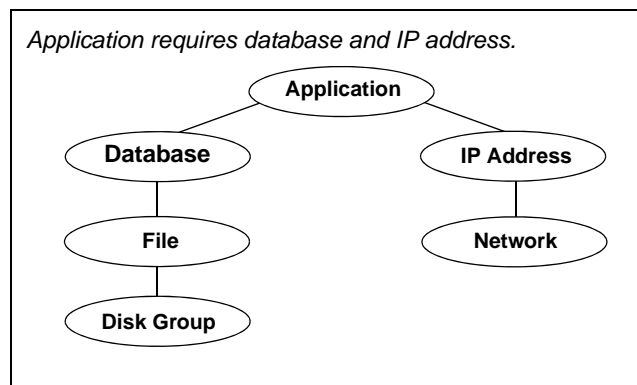 Application requires database and IP address.
Application
Database
IP Address
File
Network
Disk Group